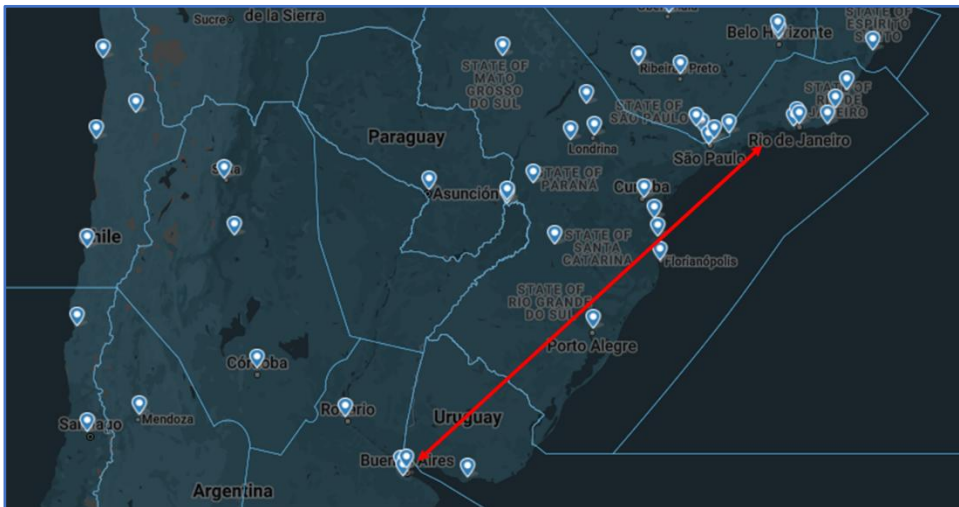 Sucre
de la Sierra
STATE OF
ESPÍRITO
SANTO
Belo Horizonte
STATE OF
MATO
GROSSO
DO SUL
Ribeirão Preto
STATE OF
RIO DE
JANEIRO
STATE OF
SÃO PAULO
Paraguay
Londrina
Rio de Janeiro
São Paulo
Salta
Asunción
STATE OF
PARANÁ
Curitiba
Chile
STATE OF
SANTA
CATARINA
Florianópolis
STATE OF
RIO GRANDE
DO SUL
Porto Alegre
Córdoba
Rosario
Mendoza
Santiago
Uruguay
Buenos Aires
Argentina